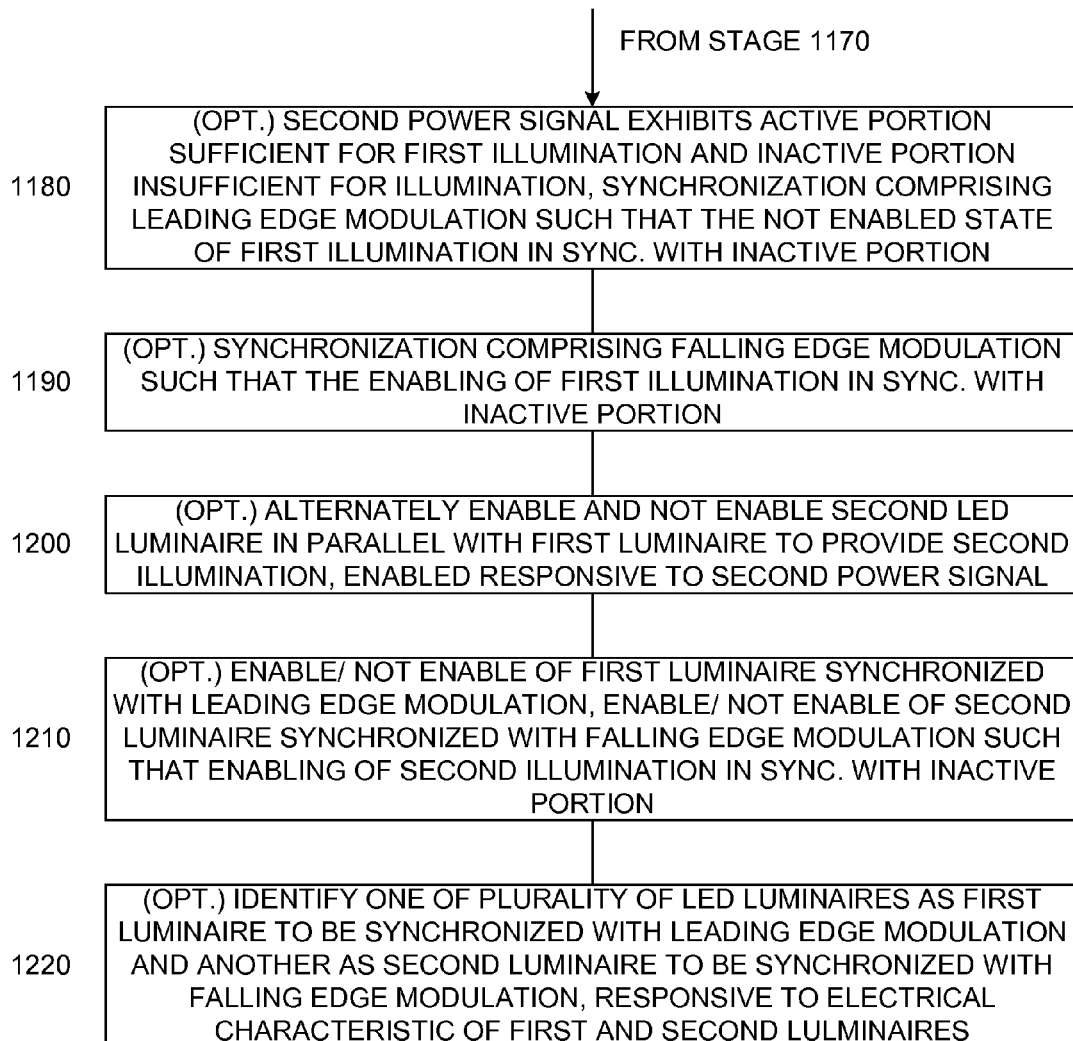 FROM STAGE 1170
1180
(OPT.) SECOND POWER SIGNAL EXHIBITS ACTIVE PORTION
SUFFICIENT FOR FIRST ILLUMINATION AND INACTIVE PORTION
INSUFFICIENT FOR ILLUMINATION, SYNCHRONIZATION COMPRISING
LEADING EDGE MODULATION SUCH THAT THE NOT ENABLED STATE
OF FIRST ILLUMINATION IN SYNC. WITH INACTIVE PORTION
1190
(OPT.) SYNCHRONIZATION COMPRISING FALLING EDGE MODULATION
SUCH THAT THE ENABLING OF FIRST ILLUMINATION IN SYNC. WITH
INACTIVE PORTION
1200
(OPT.) ALTERNATELY ENABLE AND NOT ENABLE SECOND LED
LUMINAIRE IN PARALLEL WITH FIRST LUMINAIRE TO PROVIDE SECOND
ILLUMINATION, ENABLED RESPONSIVE TO SECOND POWER SIGNAL
1210
(OPT.) ENABLE/ NOT ENABLE OF FIRST LUMINAIRE SYNCHRONIZED
WITH LEADING EDGE MODULATION, ENABLE/ NOT ENABLE OF SECOND
LUMINAIRE SYNCHRONIZED WITH FALLING EDGE MODULATION SUCH
THAT ENABLING OF SECOND ILLUMINATION IN SYNC. WITH INACTIVE
PORTION
1220
(OPT.) IDENTIFY ONE OF PLURALITY OF LED LUMINAIRES AS FIRST
LUMINAIRE TO BE SYNCHRONIZED WITH LEADING EDGE MODULATION
AND ANOTHER AS SECOND LUMINAIRE TO BE SYNCHRONIZED WITH
FALLING EDGE MODULATION, RESPONSIVE TO ELECTRICAL
CHARACTERISTIC OF FIRST AND SECOND LULMINAIRES